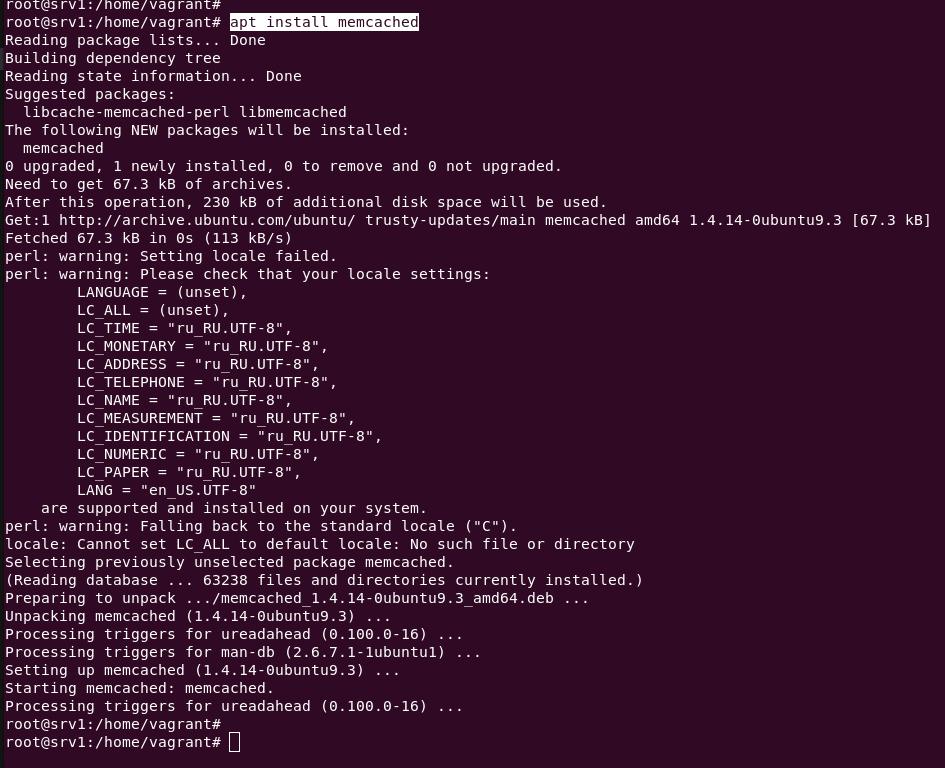 root@srv1:/home/vagrant#
root@srv1:/home/vagrant# apt install memcached
Reading package lists... Done
Building dependency tree
Reading state information... Done
Suggested packages:
  libcache-memcached-perl libmemcached
The following NEW packages will be installed:
  memcached
0 upgraded, 1 newly installed, 0 to remove and 0 not upgraded.
Need to get 67.3 kB of archives.
After this operation, 230 kB of additional disk space will be used.
Get:1 http://archive.ubuntu.com/ubuntu/ trusty-updates/main memcached amd64 1.4.14-0ubuntu9.3 [67.3 kB]
Fetched 67.3 kB in 0s (113 kB/s)
perl: warning: Setting locale failed.
perl: warning: Please check that your locale settings:
        LANGUAGE = (unset),
        LC_ALL = (unset),
        LC_TIME = "ru_RU.UTF-8",
        LC_MONETARY = "ru_RU.UTF-8",
        LC_ADDRESS = "ru_RU.UTF-8",
        LC_TELEPHONE = "ru_RU.UTF-8",
        LC_NAME = "ru_RU.UTF-8",
        LC_MEASUREMENT = "ru_RU.UTF-8",
        LC_IDENTIFICATION = "ru_RU.UTF-8",
        LC_NUMERIC = "ru_RU.UTF-8",
        LC_PAPER = "ru_RU.UTF-8",
        LANG = "en_US.UTF-8"
    are supported and installed on your system.
perl: warning: Falling back to the standard locale ("C").
locale: Cannot set LC_ALL to default locale: No such file or directory
Selecting previously unselected package memcached.
(Reading database ... 63238 files and directories currently installed.)
Preparing to unpack .../memcached_1.4.14-0ubuntu9.3_amd64.deb ...
Unpacking memcached (1.4.14-0ubuntu9.3) ...
Processing triggers for ureadahead (0.100.0-16) ...
Processing triggers for man-db (2.6.7.1-1ubuntu1) ...
Setting up memcached (1.4.14-0ubuntu9.3) ...
Starting memcached: memcached.
Processing triggers for ureadahead (0.100.0-16) ...
root@srv1:/home/vagrant#
root@srv1:/home/vagrant#